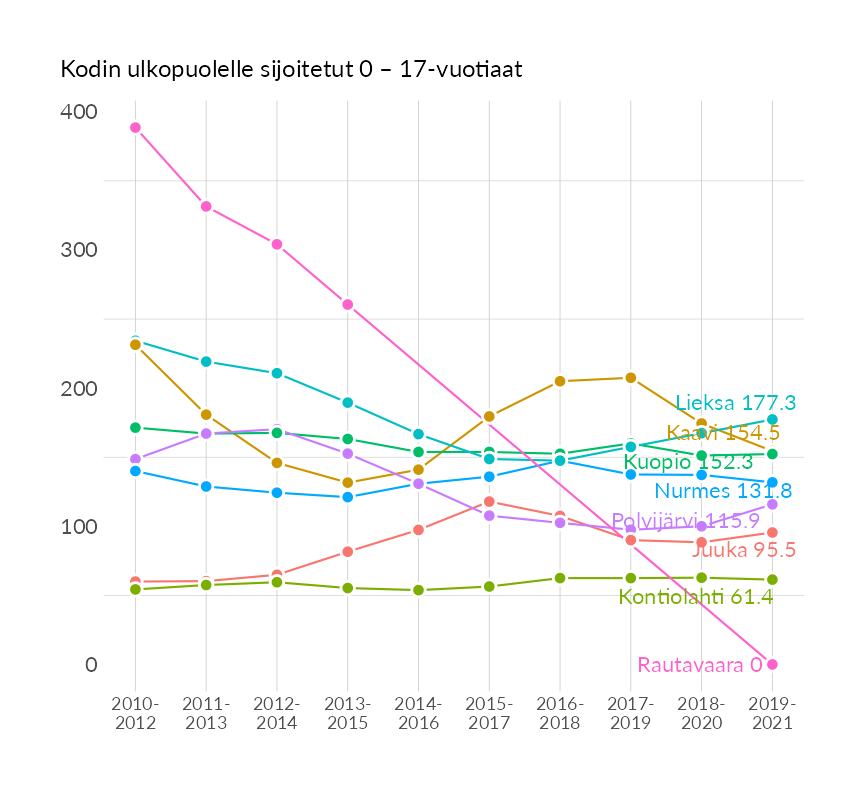 Kodin ulkopuolelle sijoitetut 0 – 17-vuotiaat
400
300
200
100
0
Lieksa 177.3
Kaavi 154.5
Kuopio 152.3
Nurmes 131.8
Polvijärvi 115.9
Juuka 95.5
Kontiolahti 61.4
Rautavaara 0
2010-
2012
2011-
2013
2012-
2014
2013-
2015
2014-
2016
2015-
2017
2016-
2018
2017-
2019
2018-
2020
2019-
2021